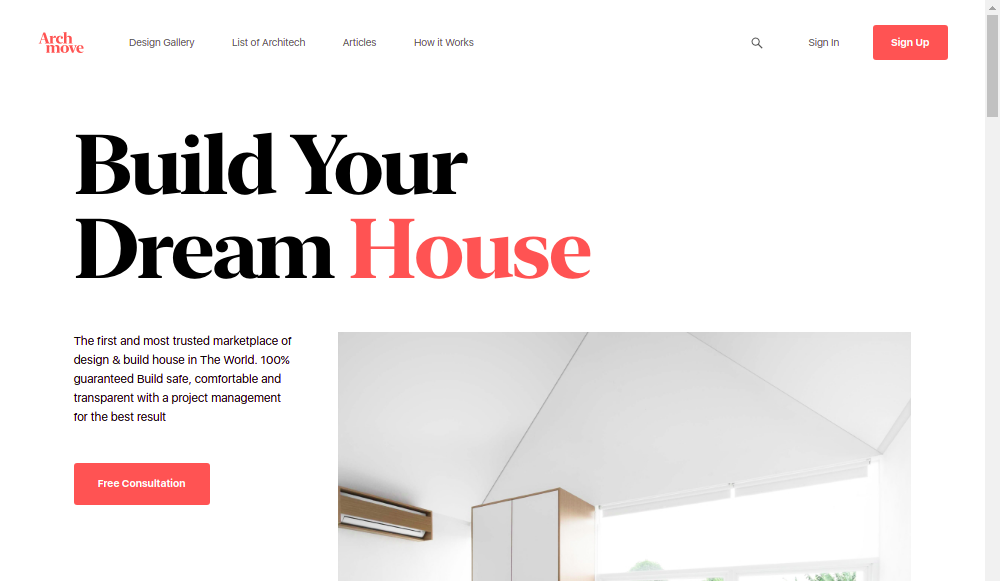 Arch
move
Design Gallery
List of Architech
Articles
How it Works
Sign In
Sign Up
Build Your
Dream House
The first and most trusted marketplace of
design & build house in The World. 100%
guaranteed Build safe, comfortable and
transparent with a project management
for the best result
Free Consultation